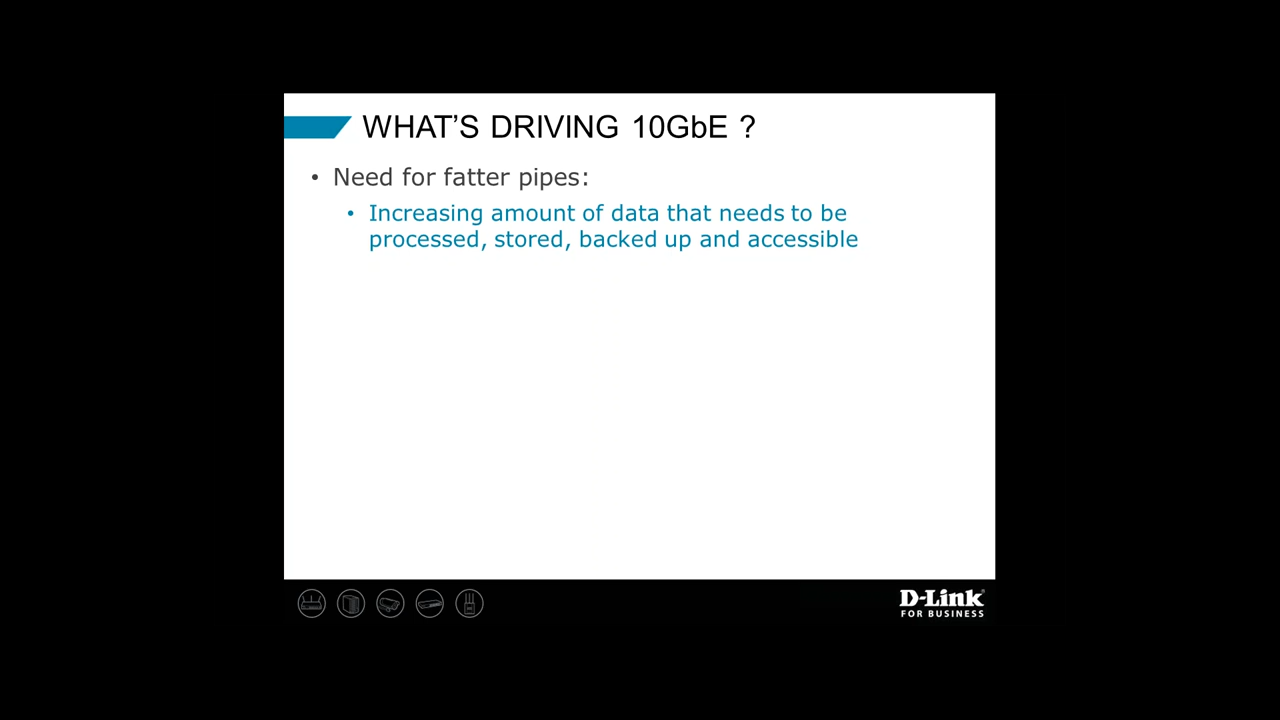 WHAT'S DRIVING 10GbE ?
• Need for fatter pipes:
• Increasing amount of data that needs to be
processed, stored, backed up and accessible
D-Link®
FOR BUSINESS